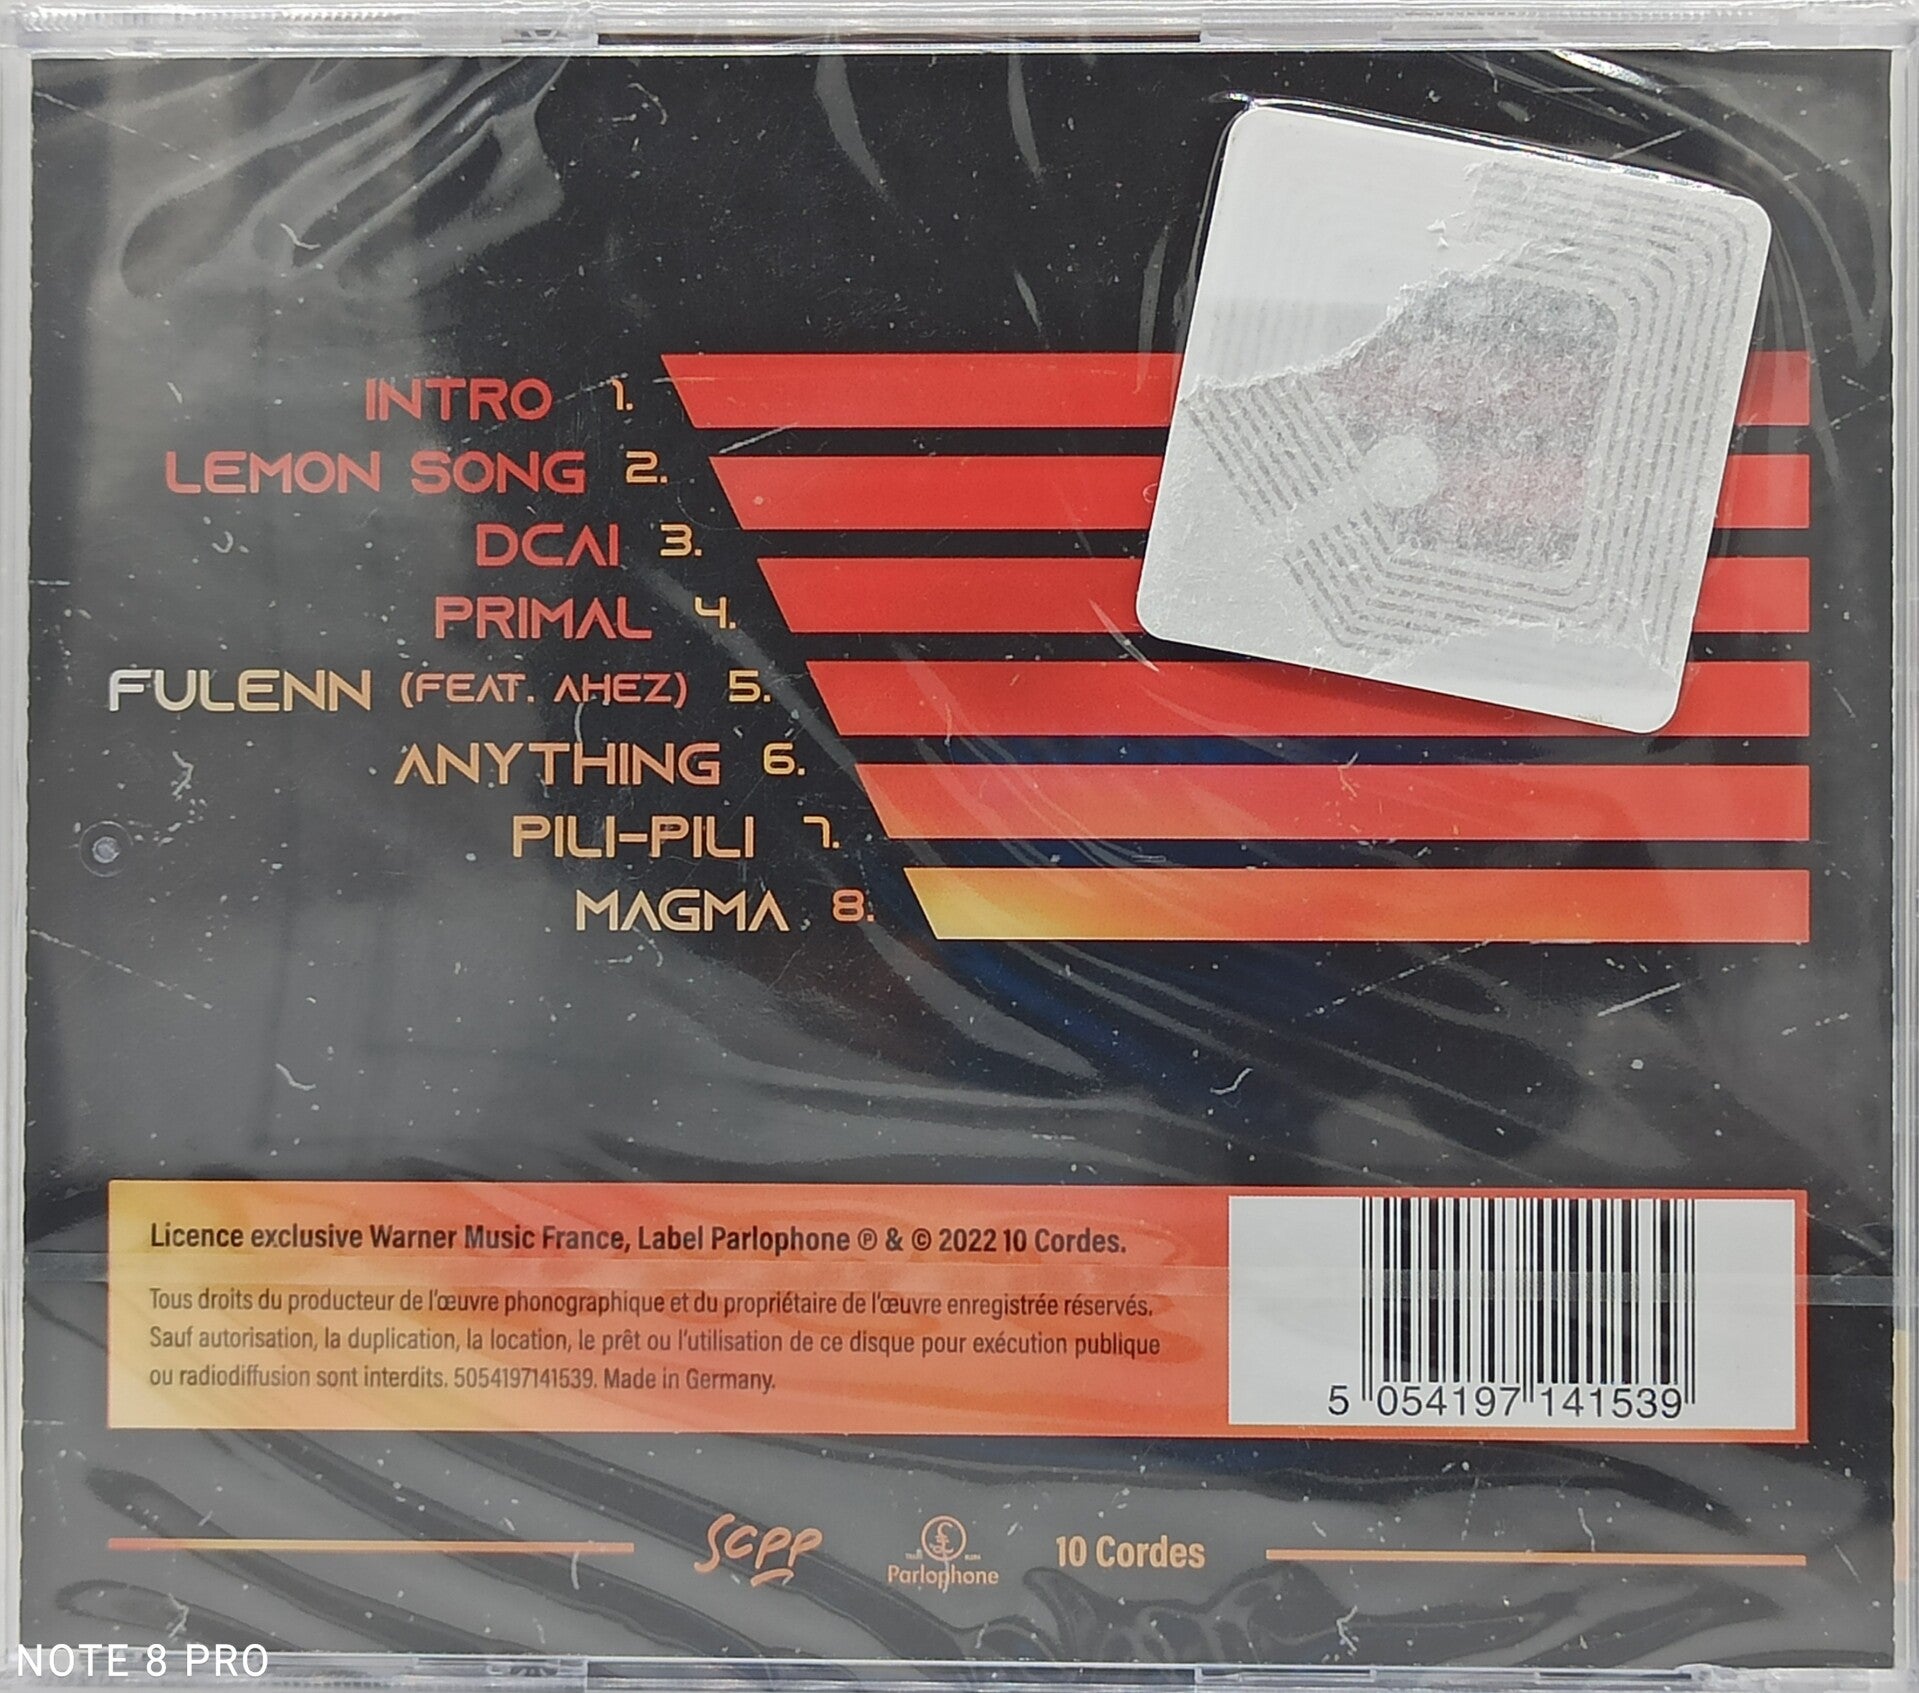 INTRO 1.
LEMON SONG 2.
DCAI 3.
PRIMAL 4.
FULENN (FEAT. AHEZ) 5.
ANYTHING 6.
PILI-PILI 7.
MAGMA 8.
Licence exclusive Warner Music France, Label Parlophone ℗ & © 2022 10 Cordes.
Tous droits du producteur de l'œuvre phonographique et du propriétaire de l'œuvre enregistrée réservés.
Sauf autorisation, la duplication, la location, le prêt ou l'utilisation de ce disque pour exécution publique
ou radiodiffusion sont interdits. 5054197141539. Made in Germany.
5 054197 141539
SCPP
Parlophone
10 Cordes
NOTE 8 PRO